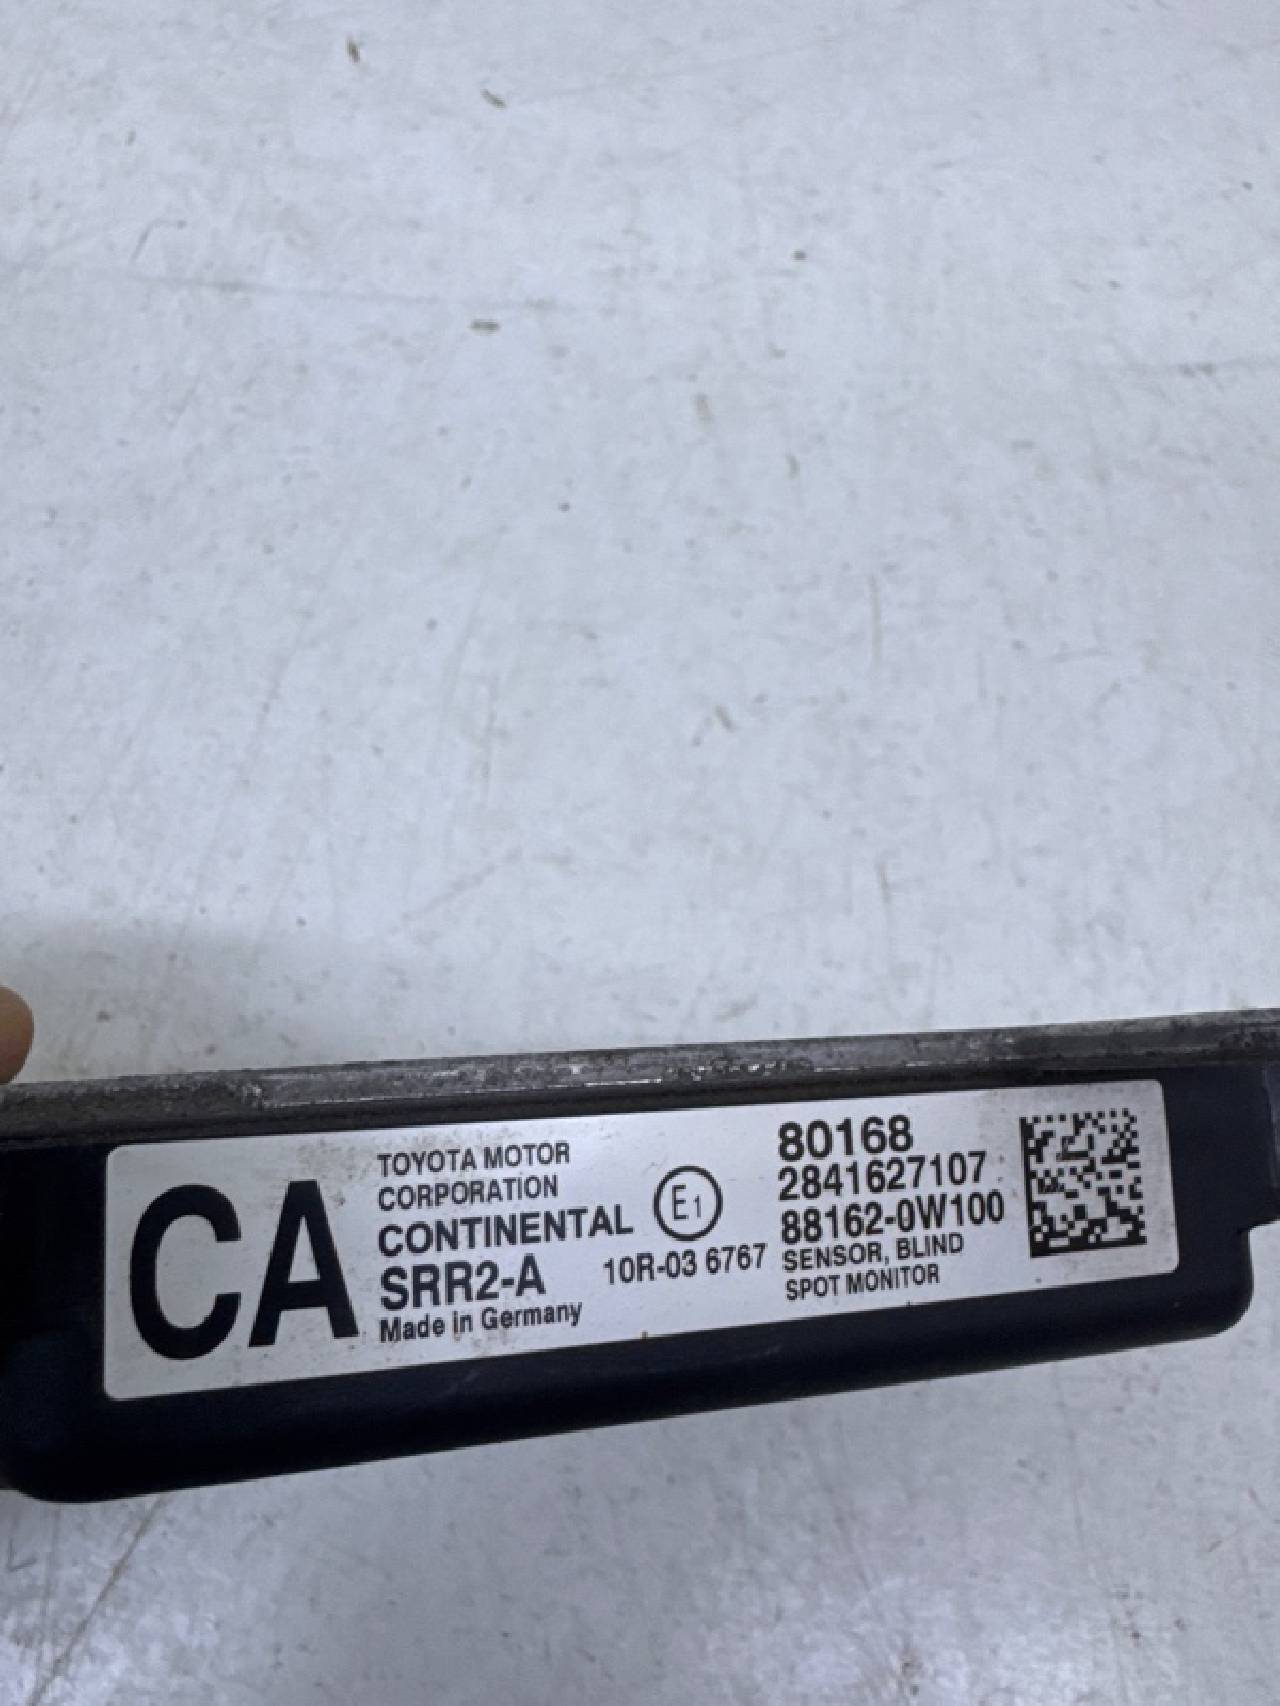 CA
TOYOTA MOTOR
CORPORATION
CONTINENTAL
SRR2-A
Made in Germany
E1
10R-03 6767
80168
2841627107
88162-0W100
SENSOR, BLIND
SPOT MONITOR